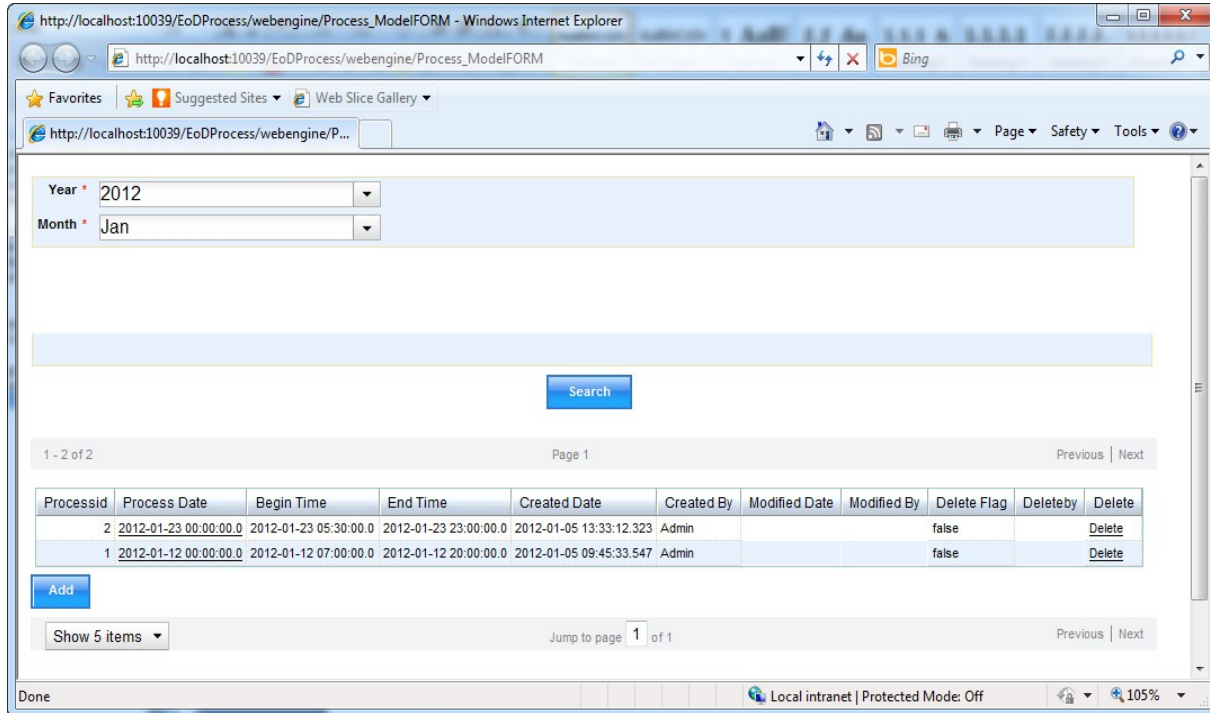 http://localhost:10039/EoDProcess/webengine/Process_ModelFORM - Windows Internet Explorer
http://localhost:10039/EoDProcess/webengine/Process_ModelFORM Bing
Favorites Suggested Sites Web Slice Gallery
http://localhost:10039/EoDProcess/webengine/P... Page Safety Tools
Year * 2012
Month * Jan
Search
1 - 2 of 2 Page 1 Previous | Next
Processid Process Date Begin Time End Time Created Date Created By Modified Date Modified By Delete Flag Deleteby Delete
2 2012-01-23 00:00:00.0 2012-01-23 05:30:00.0 2012-01-23 23:00:00.0 2012-01-05 13:33:12.323 Admin false Delete
1 2012-01-12 00:00:00.0 2012-01-12 07:00:00.0 2012-01-12 20:00:00.0 2012-01-05 09:45:33.547 Admin false Delete
Add
Show 5 items Jump to page 1 of 1 Previous | Next
Done Local intranet | Protected Mode: Off 105%